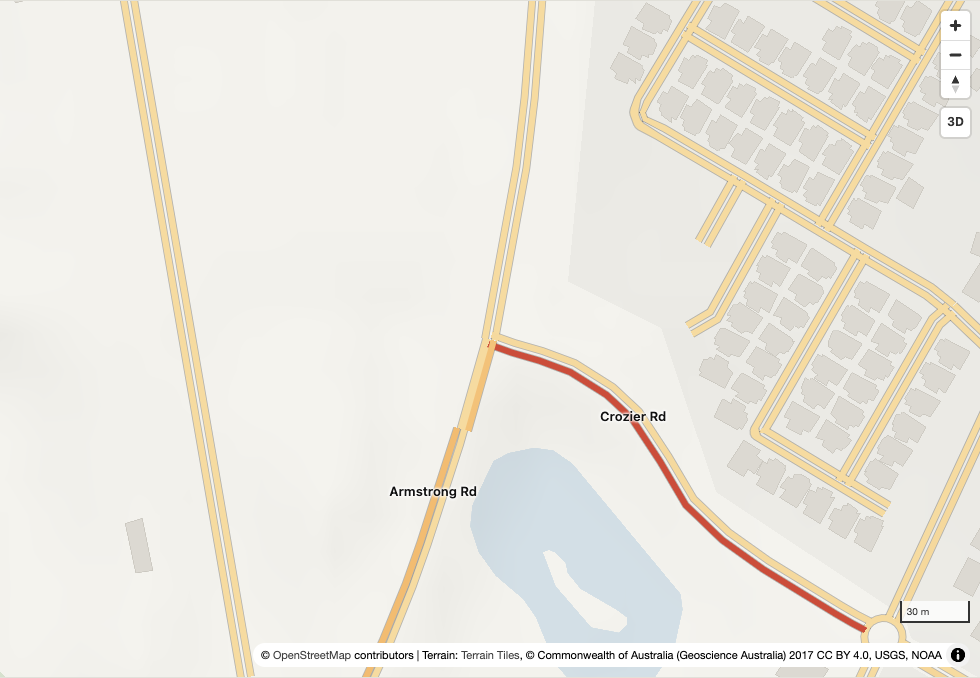 +
−
3D
Crozier Rd
Armstrong Rd
30 m
© OpenStreetMap contributors | Terrain: Terrain Tiles, © Commonwealth of Australia (Geoscience Australia) 2017 CC BY 4.0, USGS, NOAA